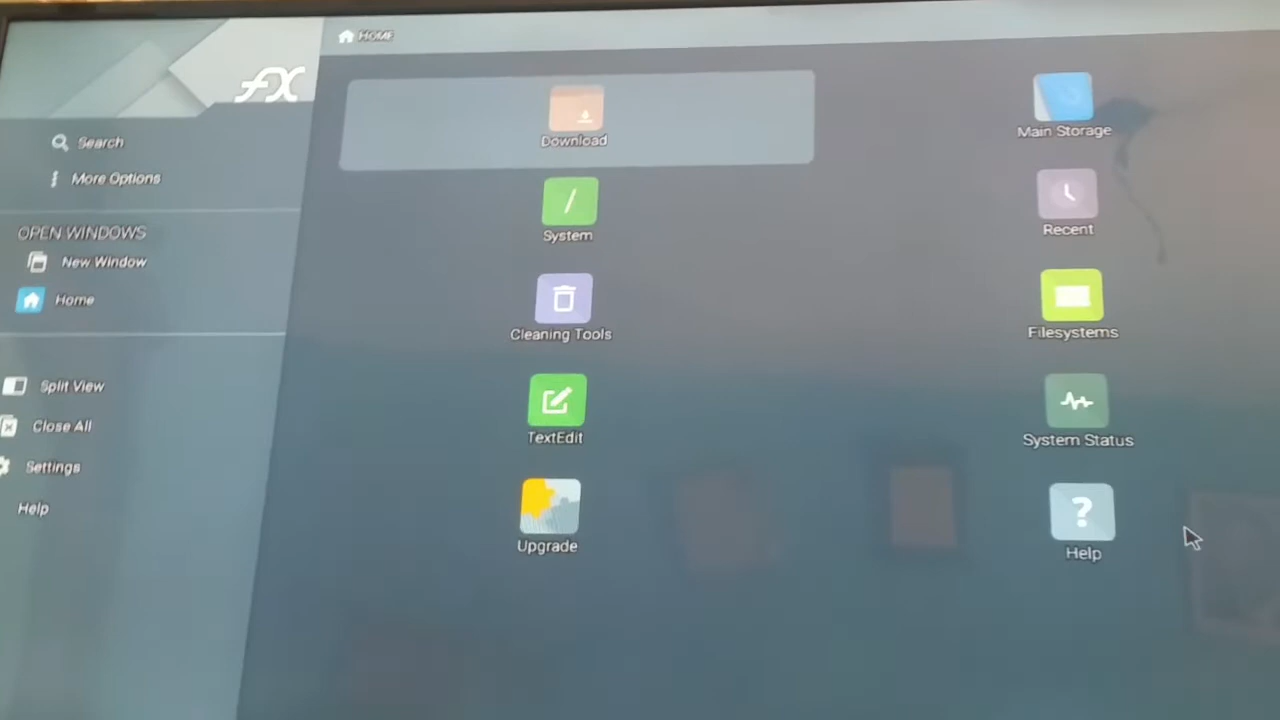 HOME
FX
Search
More Options
OPEN WINDOWS
New Window
Home
Split View
Close All
Settings
Help
Download
Main Storage
/
System
Recent
Cleaning Tools
Filesystems
TextEdit
System Status
Upgrade
?
Help